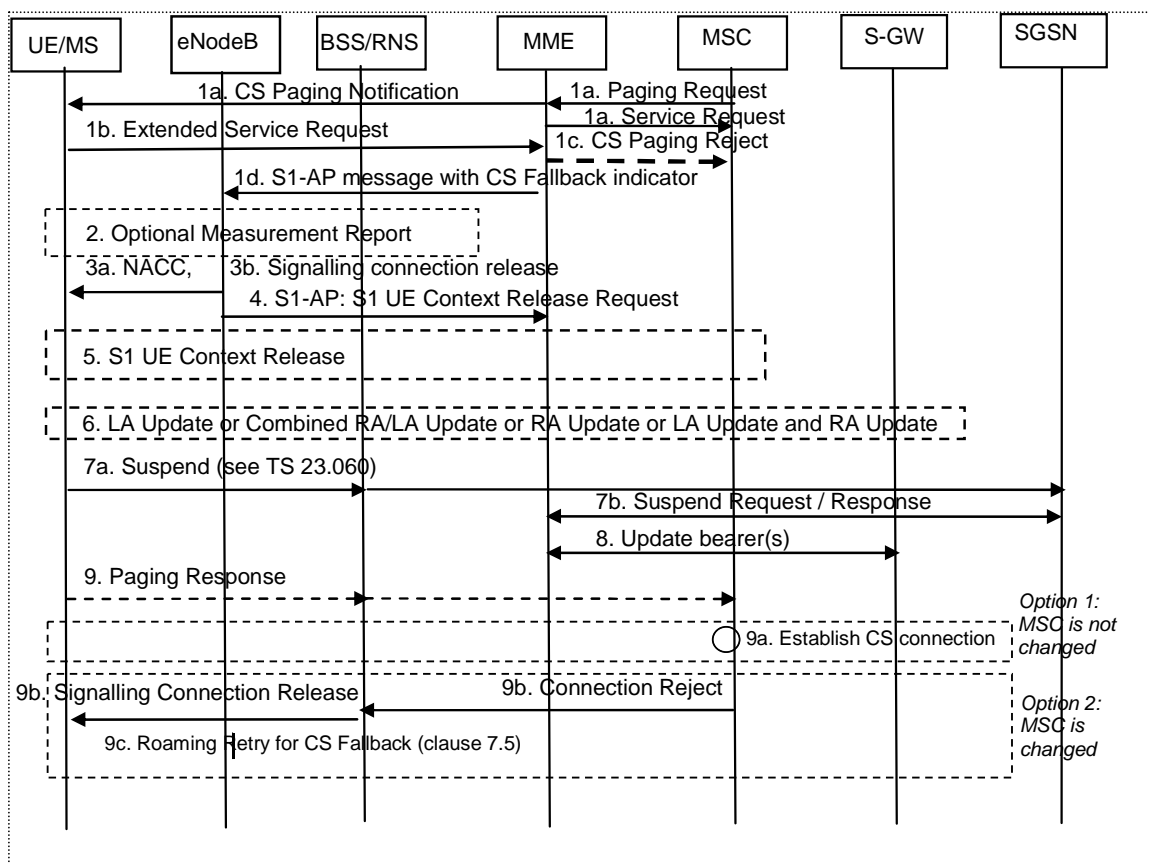 UE/MS
eNodeB
BSS/RNS
MME
MSC
S-GW
SGSN
1a. CS Paging Notification
1a. Paging Request
1a. Service Request
1b. Extended Service Request
1c. CS Paging Reject
1d. S1-AP message with CS Fallback indicator
2. Optional Measurement Report
3a. NACC,
3b. Signalling connection release
4. S1-AP: S1 UE Context Release Request
5. S1 UE Context Release
6. LA Update or Combined RA/LA Update or RA Update or LA Update and RA Update
7a. Suspend (see TS 23.060)
7b. Suspend Request / Response
8. Update bearer(s)
9. Paging Response
Option 1:
MSC is not
changed
9a. Establish CS connection
9b. Signalling Connection Release
9b. Connection Reject
Option 2:
MSC is
changed
9c. Roaming Retry for CS Fallback (clause 7.5)